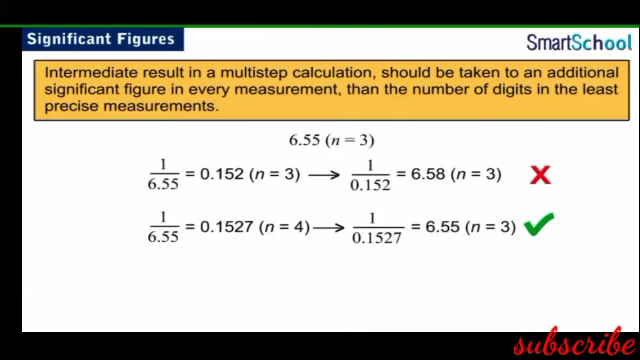 Significant Figures
SmartSchool
Intermediate result in a multistep calculation, should be taken to an additional
significant figure in every measurement, than the number of digits in the least
precise measurements.
6.55 (n = 3)
1/6.55 = 0.152 (n = 3) ⟶ 1/0.152 = 6.58 (n = 3) X
1/6.55 = 0.1527 (n = 4) ⟶ 1/0.1527 = 6.55 (n = 3) ✓
subscribe